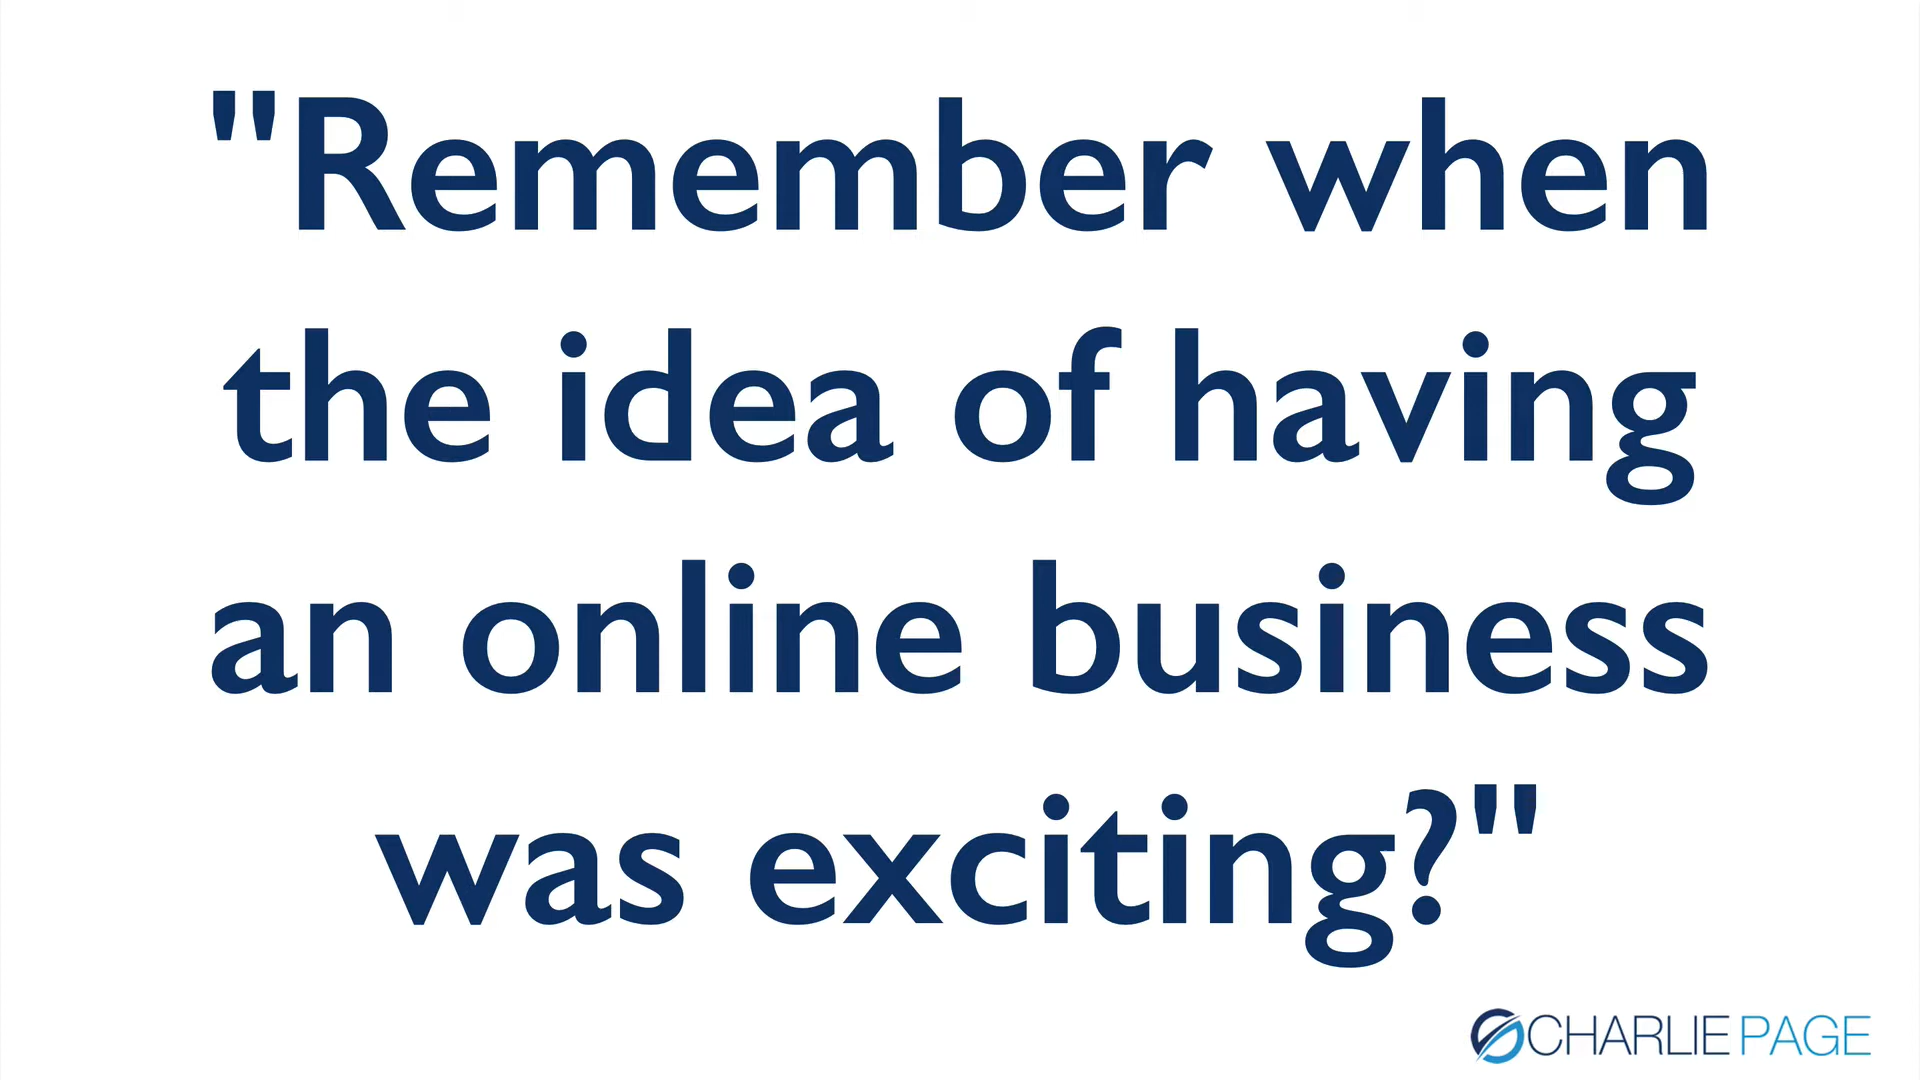 "Remember when
the idea of having
an online business
was exciting?"
CHARLIE PAGE